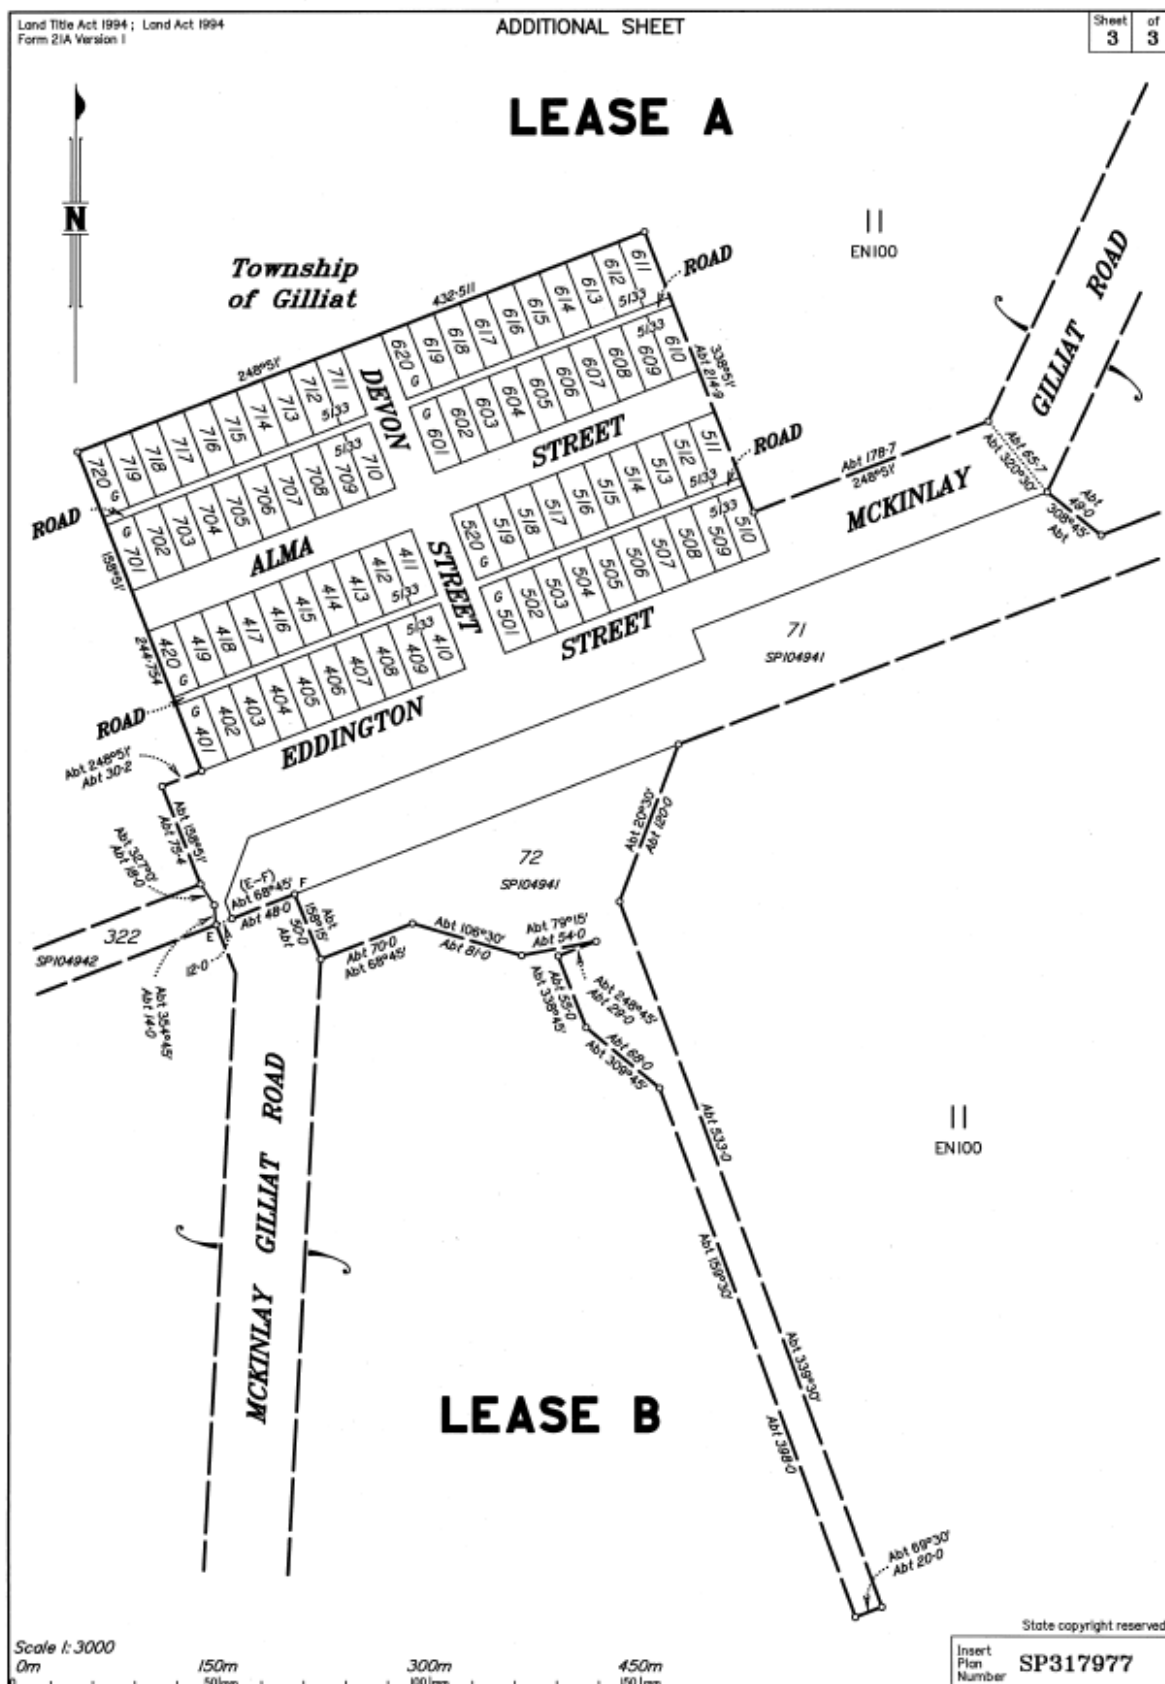 Land Title Act 1994 ; Land Act 1994
Form 21A Version 1
ADDITIONAL SHEET
Sheet of
3 3
LEASE A
N
11
EN100
Township
of Gilliat
432·511
248°51'
ROAD
GILLIAT ROAD
611
612
613
614
615
616
617
618
619
620
G
5133
5133
610
609
608
607
606
605
604
603
602
601
G
338°51'
Abt 214·9
DEVON
STREET
711
712
713
714
715
716
717
718
719
720
G
5133
5133
710
709
708
707
706
705
704
703
702
701
G
ROAD
158°51'
244·754
ALMA
STREET
ROAD
511
512
513
514
515
516
517
518
519
520
G
5133
5133
510
509
508
507
506
505
504
503
502
501
G
Abt 178·7
248°51'
MCKINLAY
Abt 65·7
Abt 320°30'
Abt
49·0
308°45'
Abt
411
412
413
414
415
416
417
418
419
420
G
5133
5133
410
409
408
407
406
405
404
403
402
401
G
ROAD
EDDINGTON
STREET
71
SP104941
Abt 248°51'
Abt 30·2
Abt 158°51'
Abt 75·4
Abt 327°0'
Abt 18·0
(E–F)
Abt 68°45'
Abt 48·0
F
E
A
12·0
Abt 354°45'
Abt 14·0
322
SP104942
Abt
158°15'
50·0
Abt
Abt 70·0
Abt 68°45'
Abt 106°30'
Abt 81·0
72
SP104941
Abt 79°15'
Abt 54·0
Abt 20°30'
Abt 120·0
Abt 248°45'
Abt 29·0
Abt 55·0
Abt 338°45'
Abt 68·0
Abt 309°45'
MCKINLAY GILLIAT ROAD
Abt 533·0
11
EN100
Abt 159°30'
Abt 339°30'
LEASE B
Abt 398·0
Abt 69°30'
Abt 20·0
State copyright reserved
Scale 1: 3000
0m 150m 300m 450m
0 50mm 100mm 150mm
Insert
Plan
Number
SP317977